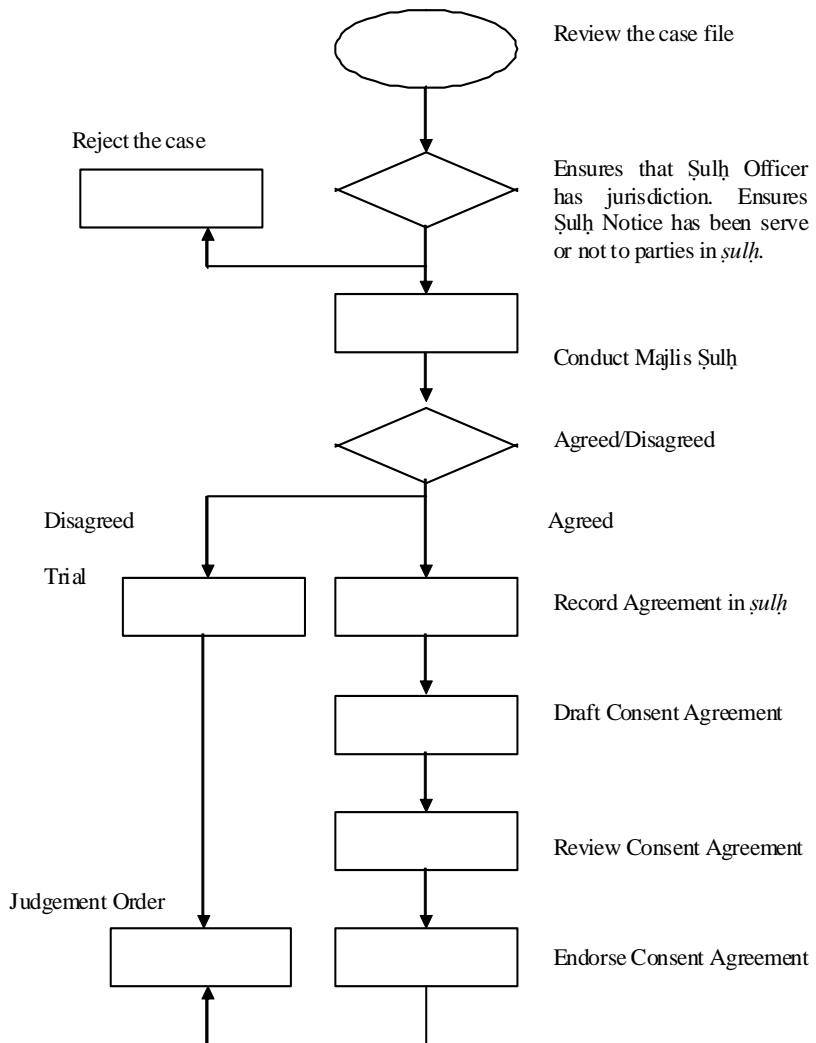 Review the case file
Reject the case
Ensures that Ṣulḥ Officer
has jurisdiction. Ensures
Ṣulḥ Notice has been serve
or not to parties in ṣulḥ.
Conduct Majlis Ṣulḥ
Agreed/Disagreed
Disagreed
Agreed
Trial
Record Agreement in ṣulḥ
Draft Consent Agreement
Review Consent Agreement
Judgement Order
Endorse Consent Agreement